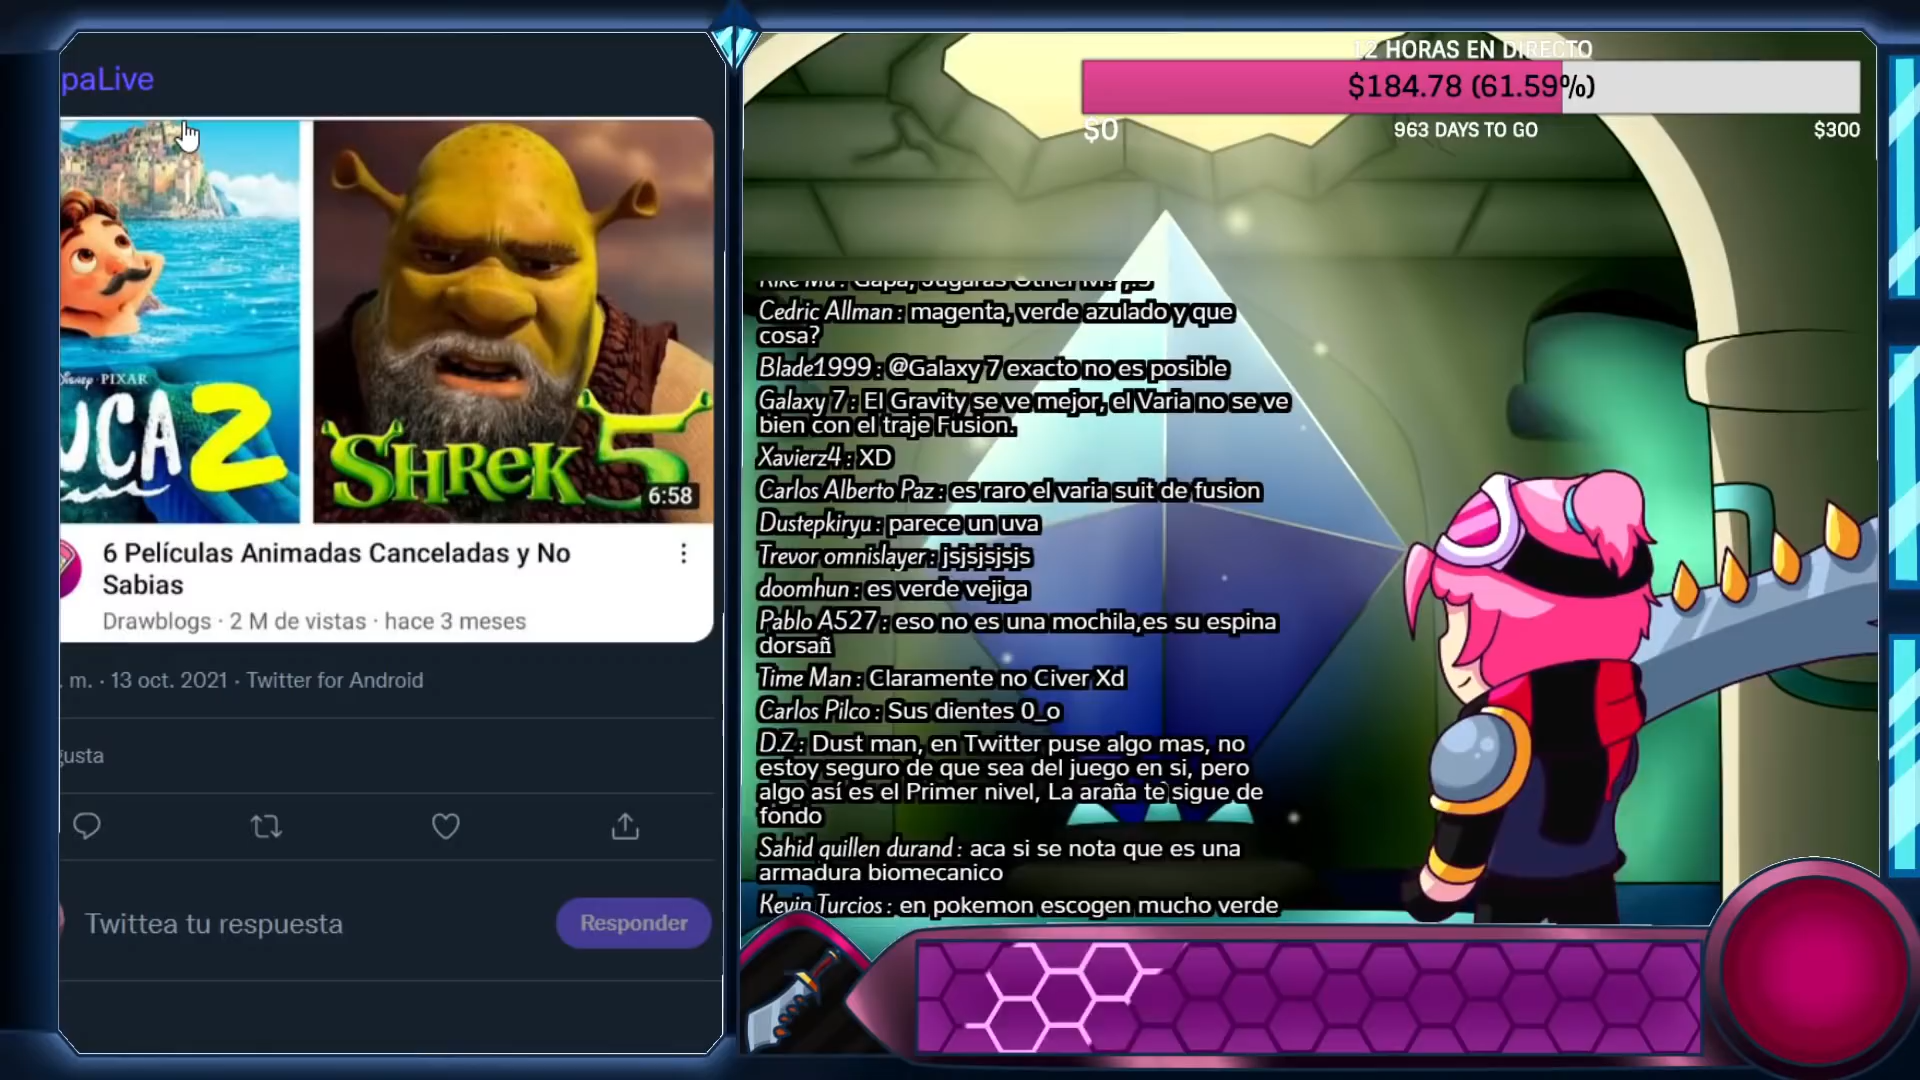 paLive
Disney · PIXAR
UCA 2
SHREK 5
6:58
6 Películas Animadas Canceladas y No
Sabias
Drawblogs · 2 M de vistas · hace 3 meses
. m. · 13 oct. 2021 · Twitter for Android
gusta
Twittea tu respuesta
Responder
12 HORAS EN DIRECTO
$184.78 (61.59%)
$0
963 DAYS TO GO
$300
Cedric Allman : magenta, verde azulado y que
cosa?
Blade1999 : @Galaxy 7 exacto no es posible
Galaxy 7 : El Gravity se ve mejor, el Varia no se ve
bien con el traje Fusion.
Xavierz4 : XD
Carlos Alberto Paz : es raro el varia suit de fusion
Dustepkiryu : parece un uva
Trevor omnislayer : jsjsjsjsjs
doomhun : es verde vejiga
Pablo A527 : eso no es una mochila,es su espina
dorsañ
Time Man : Claramente no Civer Xd
Carlos Pilco : Sus dientes 0_o
D.Z : Dust man, en Twitter puse algo mas, no
estoy seguro de que sea del juego en si, pero
algo así es el Primer nivel, La araña te sigue de
fondo
Sahid quillen durand : aca si se nota que es una
armadura biomecanico
Kevin Turcios : en pokemon escogen mucho verde